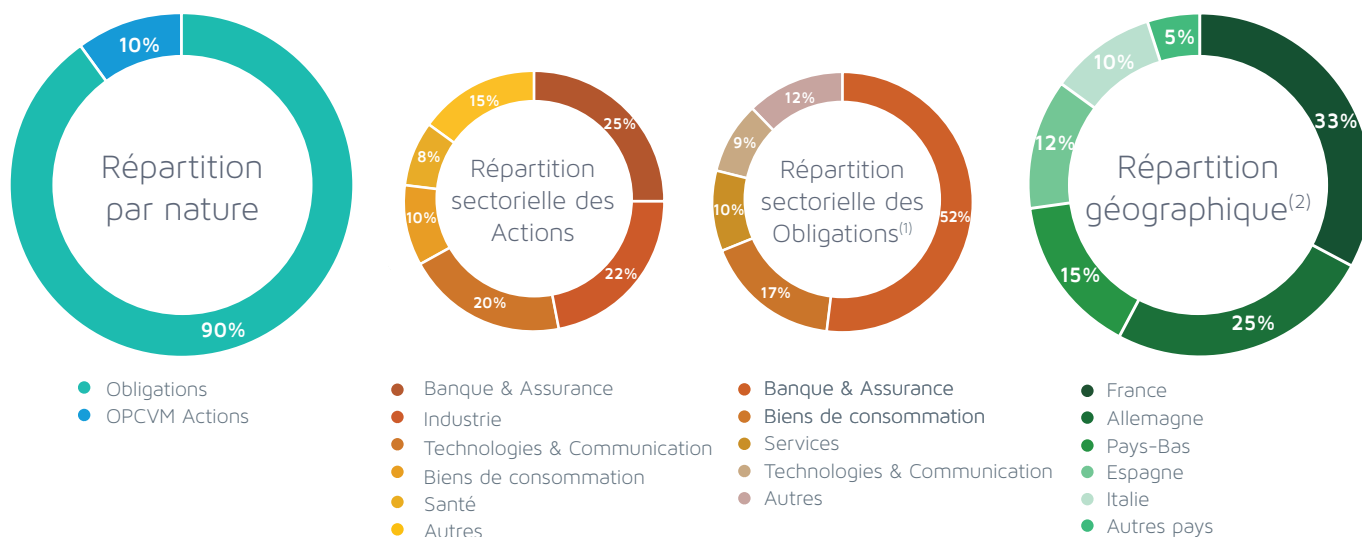 10%
90%
Répartition
par nature
Obligations
OPCVM Actions
15%
25%
8%
10%
20%
22%
Répartition
sectorielle des
Actions
Banque & Assurance
Industrie
Technologies & Communication
Biens de consommation
Santé
Autres
12%
9%
10%
17%
52%
Répartition
sectorielle des
Obligations(1)
Banque & Assurance
Biens de consommation
Services
Technologies & Communication
Autres
5%
10%
12%
15%
25%
33%
Répartition
géographique(2)
France
Allemagne
Pays-Bas
Espagne
Italie
Autres pays